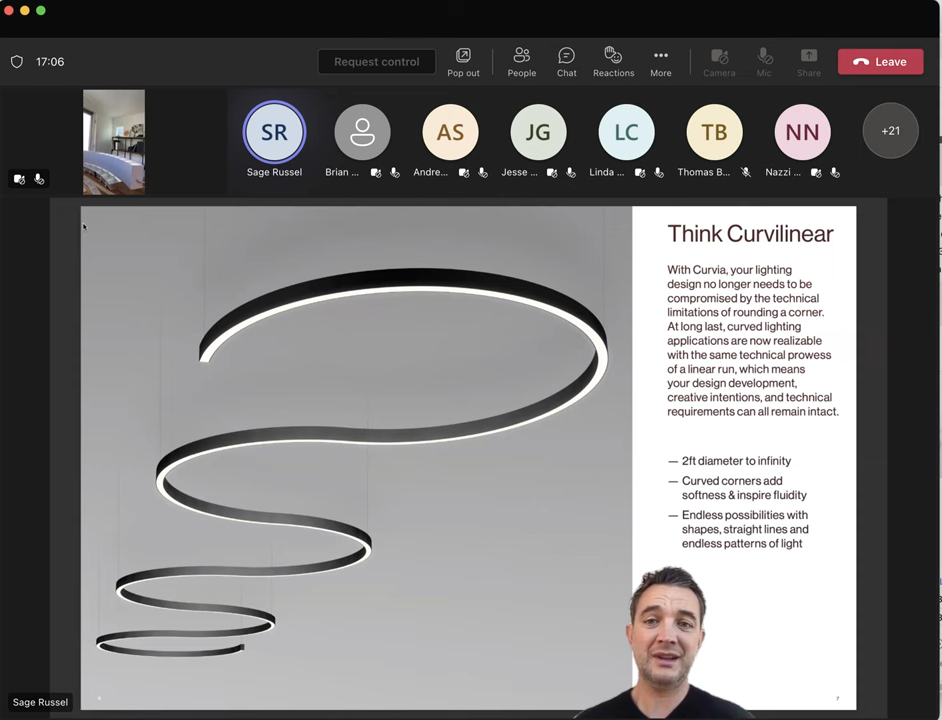 17:06
Request control
Pop out
People
Chat
Reactions
More
Camera
Mic
Share
Leave
SR
AS
JG
LC
TB
NN
+21
Sage Russel
Brian ...
Andre...
Jesse ...
Linda ...
Thomas B...
Nazzi ...
Think Curvilinear
With Curvia, your lighting
design no longer needs to be
compromised by the technical
limitations of rounding a corner.
At long last, curved lighting
applications are now realizable
with the same technical prowess
of a linear run, which means
your design development,
creative intentions, and technical
requirements can all remain intact.
— 2ft diameter to infinity
— Curved corners add
softness & inspire fluidity
— Endless possibilities with
shapes, straight lines and
endless patterns of light
7
Sage Russel